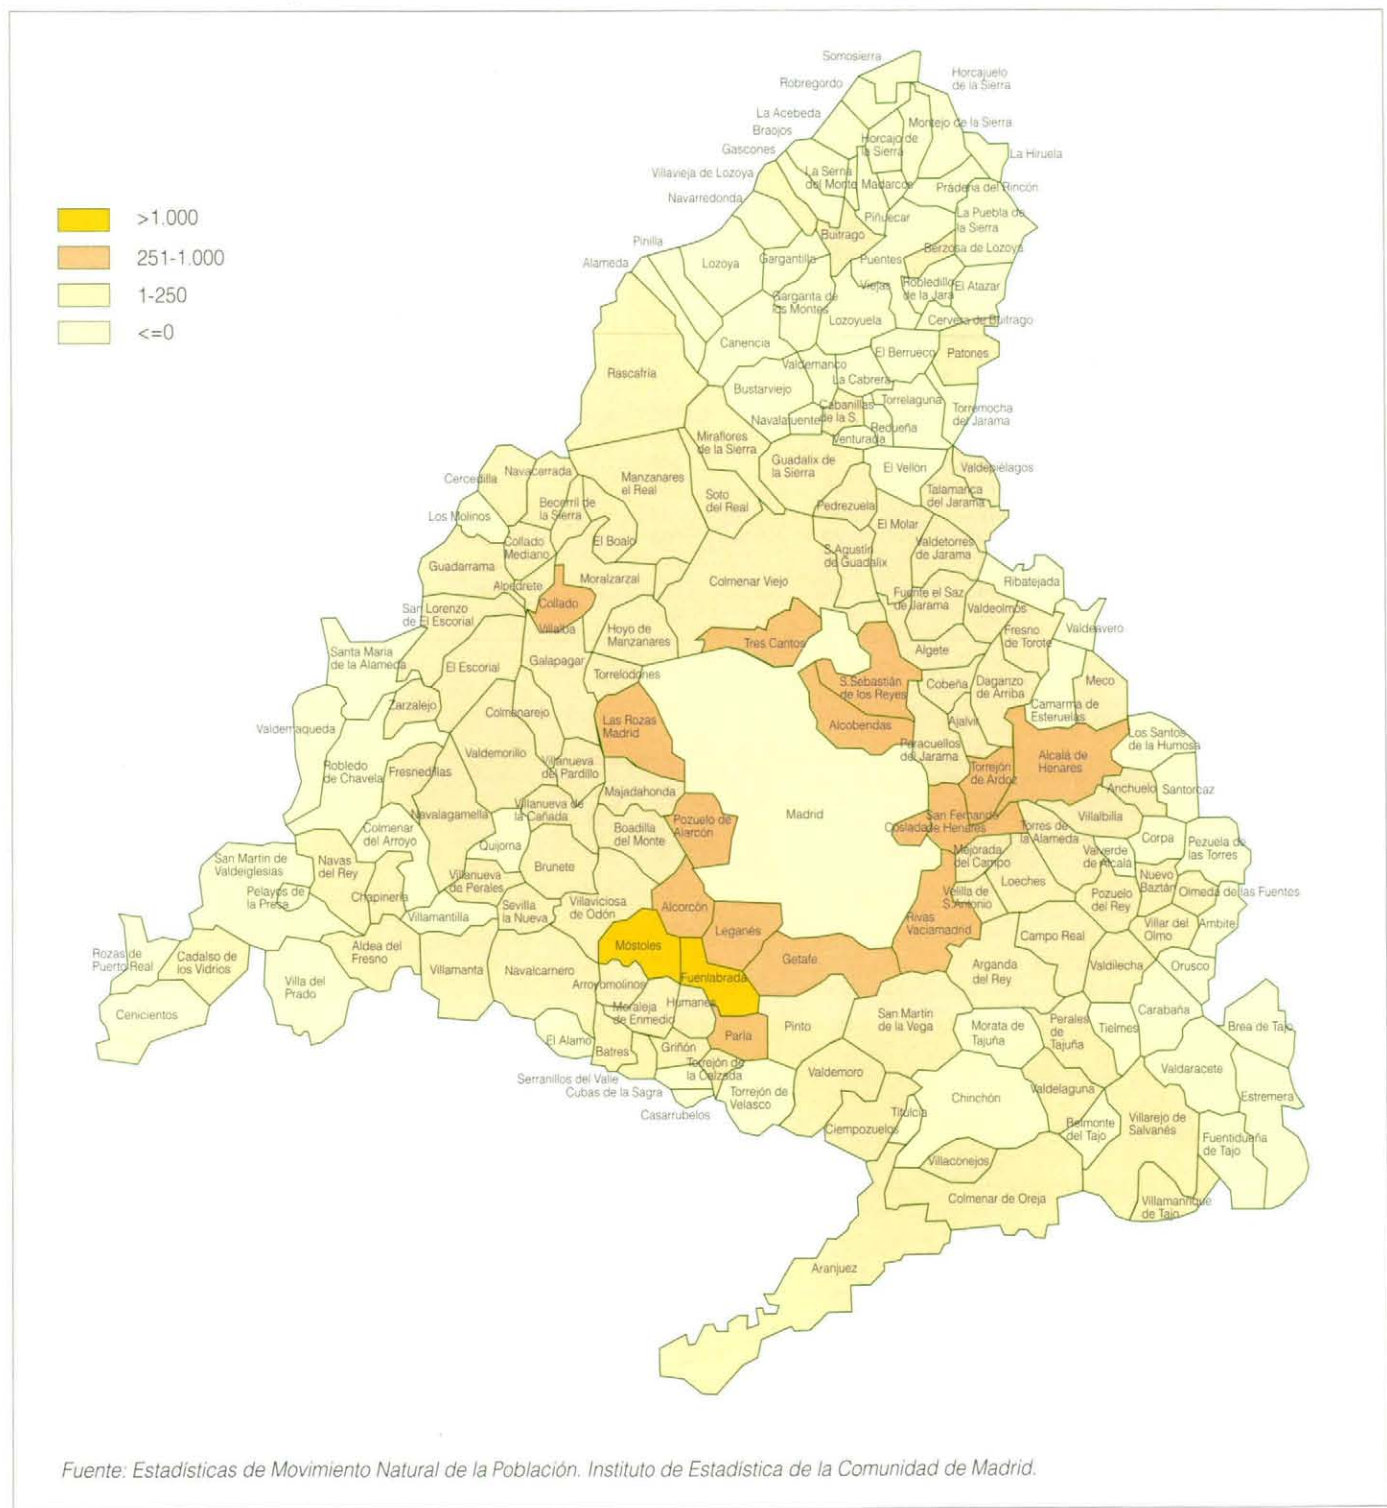 Somosierra
Horcajuelo
de la Sierra
Robregordo
La Acebeda
Montejo de la Sierra
Braojos
Horcajo de
la Sierra
Gascones
La Hiruela
Villavieja de Lozoya
La Serna
del Monte
Madarcos
Prádena del Rincón
Navarredonda
La Puebla de
la Sierra
Piñuecar
>1.000
Buitrago
Pinilla
Berzosa de Lozoya
251-1.000
Alameda
Lozoya
Gargantilla
Puentes
Viejas
Robledillo
de la Jara
El Atazar
1-250
Garganta de
los Montes
Lozoyuela
Cervera de Buitrago
<=0
Canencia
El Berrueco
Patones
Rascafría
Valdemanco
La Cabrera
Bustarviejo
Cabanillas
de la S.
Torrelaguna
Torremocha
del Jarama
Navalafuente
Redueña
Venturada
Miraflores
de la Sierra
Guadalix de
la Sierra
El Vellón
Valdepiélagos
Cercedilla
Navacerrada
Manzanares
el Real
Soto
del Real
Talamanca
del Jarama
Becerril de
la Sierra
Pedrezuela
Los Molinos
El Molar
Collado
Mediano
El Boalo
S.Agustín
de Guadalix
Valdetorres
de Jarama
Guadarrama
Alpedrete
Moralzarzal
Colmenar Viejo
Ribatejada
San Lorenzo
de El Escorial
Collado
Villalba
Fuente el Saz
de Jarama
Valdeolmos
Hoyo de
Manzanares
Tres Cantos
Fresno
de Torote
Valdeavero
Santa María
de la Alameda
El Escorial
Galapagar
Torrelodones
Algete
S.Sebastián
de los Reyes
Cobeña
Daganzo
de Arriba
Meco
Zarzalejo
Colmenarejo
Camarma de
Esteruelas
Valdemaqueda
Las Rozas
Madrid
Alcobendas
Ajalvir
Los Santos
de la Humosa
Robledo
de Chavela
Valdemorillo
Paracuellos
del Jarama
Alcalá de
Henares
Fresnedillas
Villanueva
del Pardillo
Torrejón
de Ardoz
Majadahonda
Anchuelo
Santorcaz
Navalagamella
Villanueva de
la Cañada
Madrid
Colmenar
del Arroyo
Boadilla
del Monte
Pozuelo de
Alarcón
Coslada
San Fernando
de Henares
Torres de
la Alameda
Villalbilla
Corpa
Pezuela de
las Torres
San Martín de
Valdeiglesias
Navas
del Rey
Quijorna
Brunete
Mejorada
del Campo
Valverde
de Alcalá
Pelayos de
la Presa
Chapinería
Villanueva
de Perales
Velilla de
S.Antonio
Loeches
Pozuelo
del Rey
Nuevo
Baztán
Olmeda de las Fuentes
Villamantilla
Sevilla
la Nueva
Villaviciosa
de Odón
Alcorcón
Rivas
Vaciamadrid
Villar del
Olmo
Ambite
Rozas de
Puerto Real
Cadalso de
los Vidrios
Aldea del
Fresno
Móstoles
Leganés
Campo Real
Villa del
Prado
Villamanta
Navalcarnero
Getafe
Arganda
del Rey
Valdilecha
Orusco
Cenicientos
Arroyomolinos
Fuenlabrada
Moraleja
de Enmedio
Humanes
Pinto
San Martín
de la Vega
Morata de
Tajuña
Perales
de
Tajuña
Tielmes
Carabaña
Brea de Tajo
El Alamo
Batres
Griñón
Parla
Torrejón de
la Calzada
Valdemoro
Valdaracete
Serranillos del Valle
Cubas de la Sagra
Casarrubelos
Torrejón de
Velasco
Titulcia
Chinchón
Valdelaguna
Estremera
Ciempozuelos
Belmonte
del Tajo
Villarejo de
Salvanés
Fuentidueña
de Tajo
Villaconejos
Colmenar de Oreja
Villamanrique
de Tajo
Aranjuez
Fuente: Estadísticas de Movimiento Natural de la Población. Instituto de Estadística de la Comunidad de Madrid.